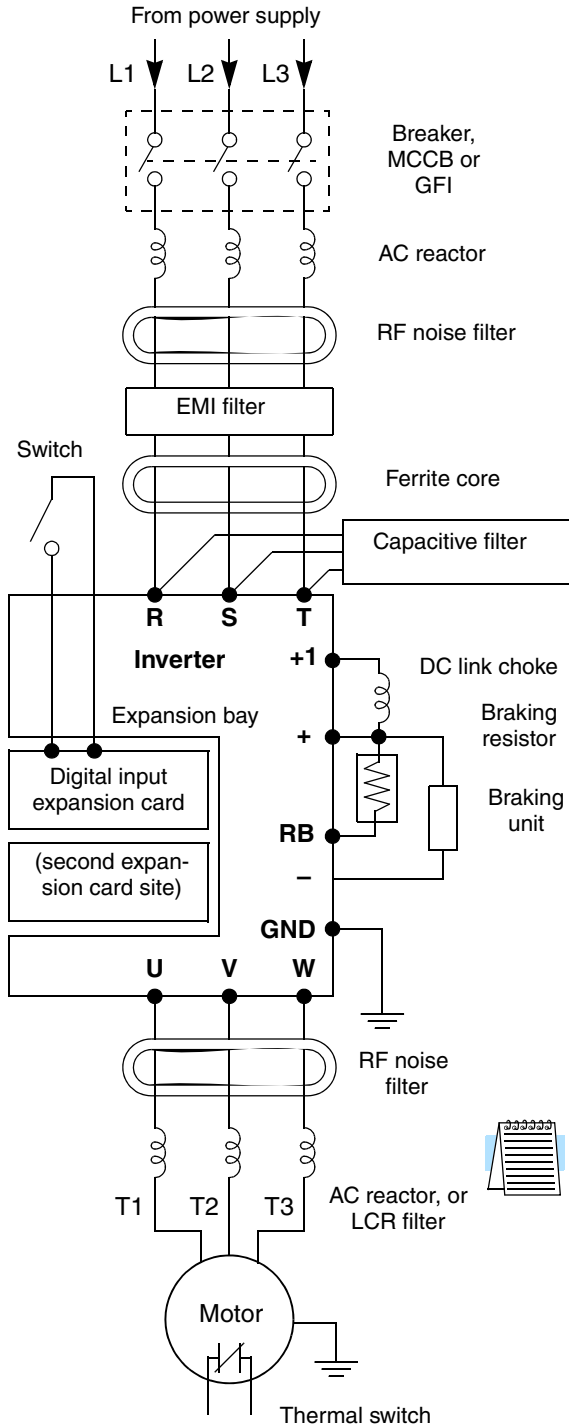 From power supply
L1 L2 L3
Breaker,
MCCB or
GFI
AC reactor
RF noise filter
EMI filter
Switch
Ferrite core
Capacitive filter
R S T
Inverter
+1
DC link choke
Expansion bay
+
Braking
resistor
Digital input
expansion card
Braking
unit
RB
(second expan-
sion card site)
–
GND
U V W
RF noise
filter
T1 T2 T3
AC reactor, or
LCR filter
Motor
Thermal switch